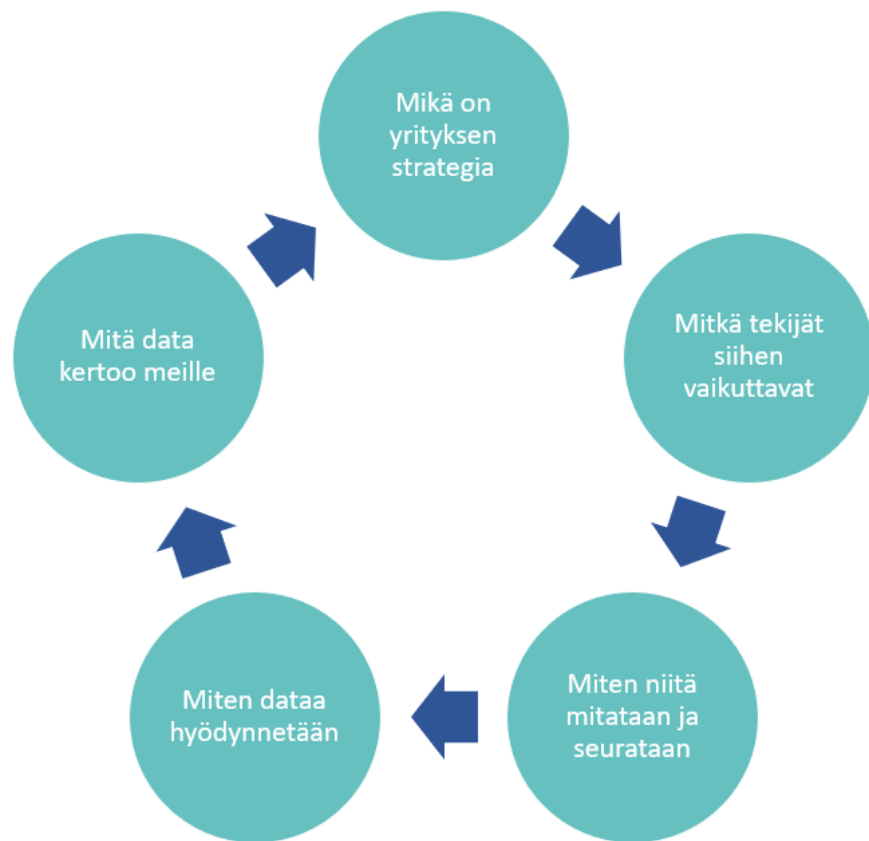 Mikä on
yrityksen
strategia
Mitkä tekijät
siihen
vaikuttavat
Miten niitä
mitataan ja
seurataan
Miten dataa
hyödynnetään
Mitä data
kertoo meille